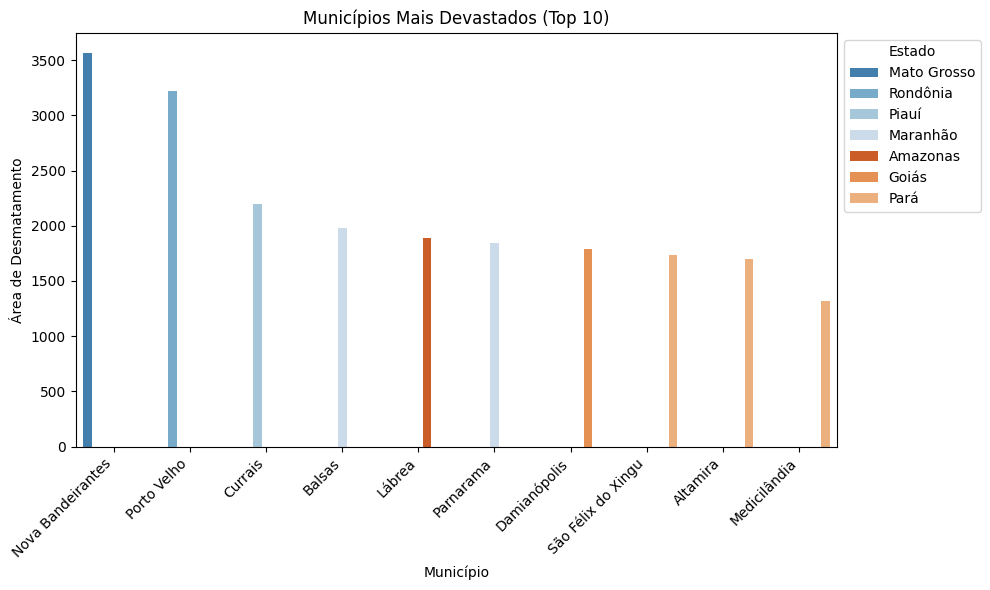 Municípios Mais Devastados (Top 10)
Área de Desmatamento
3500
3000
2500
2000
1500
1000
500
0
Nova Bandeirantes
Porto Velho
Currais
Balsas
Lábrea
Parnarama
Damianópolis
São Félix do Xingu
Altamira
Medicilândia
Município
Estado
Mato Grosso
Rondônia
Piauí
Maranhão
Amazonas
Goiás
Pará